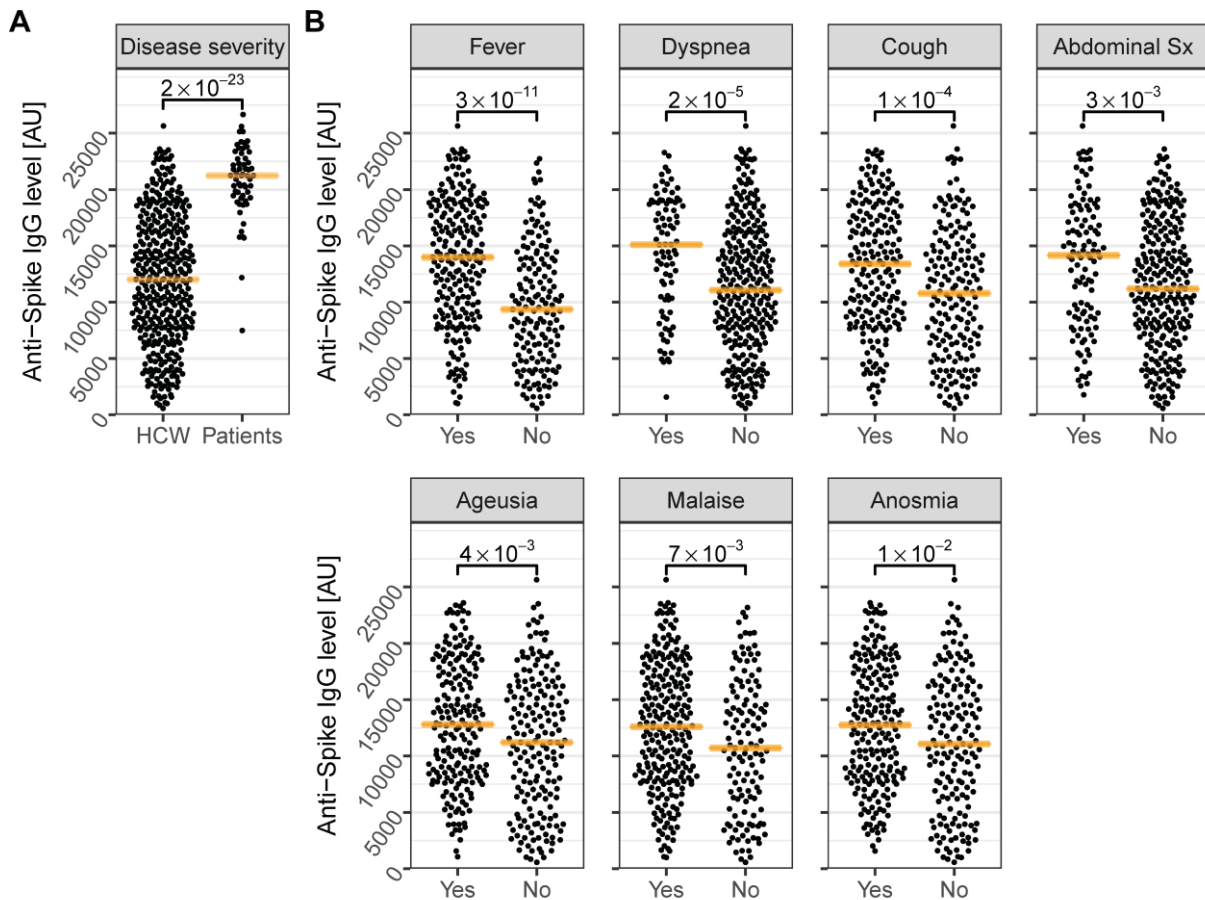 A
B
Disease severity
Fever
Dyspnea
Cough
Abdominal Sx
2 × 10⁻²³
3 × 10⁻¹¹
2 × 10⁻⁵
1 × 10⁻⁴
3 × 10⁻³
Anti−Spike IgG level [AU]
25000
20000
15000
10000
5000
0
HCW Patients
Anti−Spike IgG level [AU]
25000
20000
15000
10000
5000
0
Yes No
Yes No
Yes No
Yes No
Ageusia
Malaise
Anosmia
4 × 10⁻³
7 × 10⁻³
1 × 10⁻²
Anti−Spike IgG level [AU]
25000
20000
15000
10000
5000
0
Yes No
Yes No
Yes No